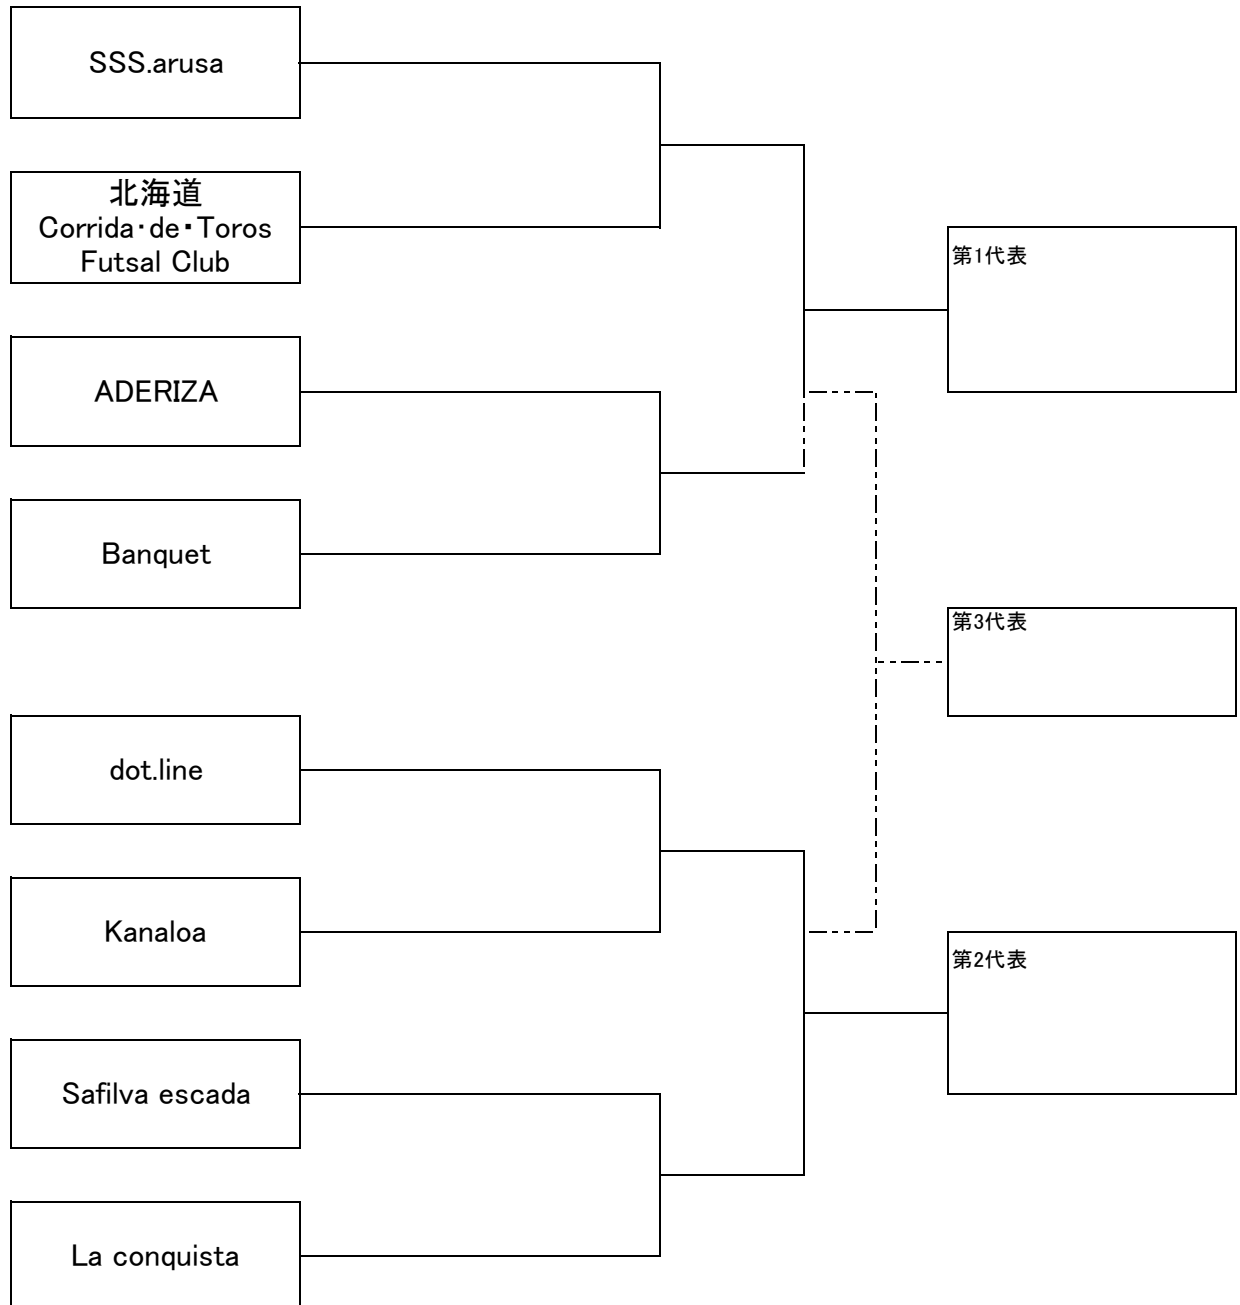 SSS.arusa
北海道
Corrida・de・Toros
Futsal Club
第1代表
ADERIZA
Banquet
第3代表
dot.line
Kanaloa
第2代表
Safilva escada
La conquista